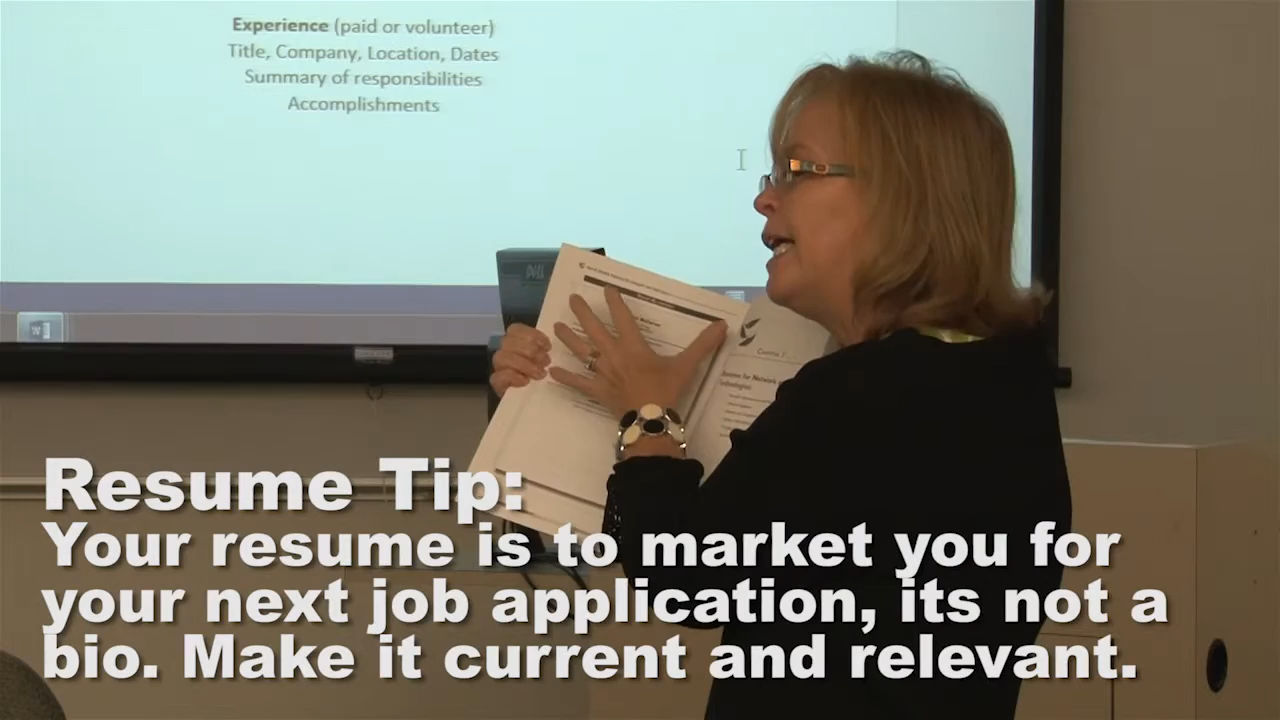 Experience (paid or volunteer)
Title, Company, Location, Dates
Summary of responsibilities
Accomplishments
DELL
Resume Tip:
Your resume is to market you for
your next job application, its not a
bio. Make it current and relevant.